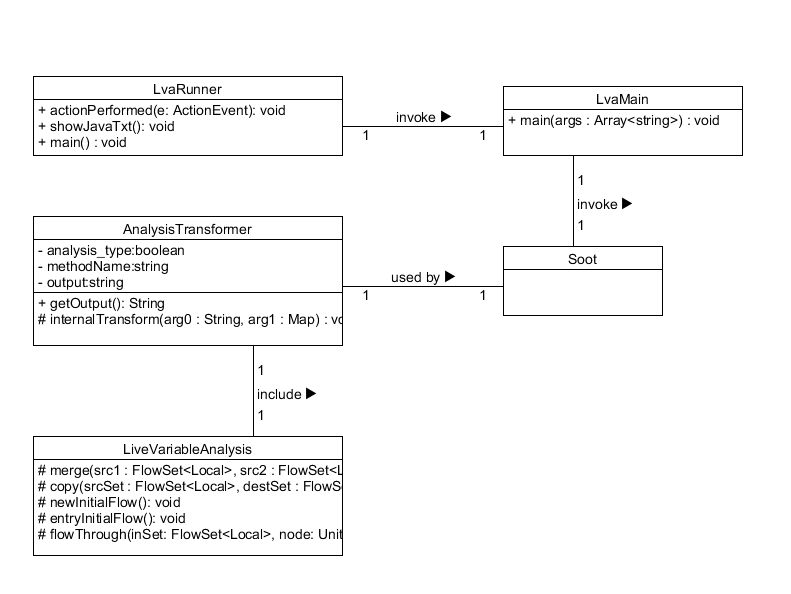 LvaRunner
+ actionPerformed(e: ActionEvent): void
+ showJavaTxt(): void
+ main() : void
invoke ▶
1
1
LvaMain
+ main(args : Array<string>) : void
1
invoke ▶
1
AnalysisTransformer
- analysis_type:boolean
- methodName:string
- output:string
+ getOutput(): String
# internalTransform(arg0 : String, arg1 : Map) :
used by ▶
1
1
Soot
1
include ▶
1
LiveVariableAnalysis
# merge(src1 : FlowSet<Local>, src2 :
# copy(srcSet : FlowSet<Local>, destSet :
# newInitialFlow(): void
# entryInitialFlow(): void
# flowThrough(inSet: FlowSet<Local>, node: Unit